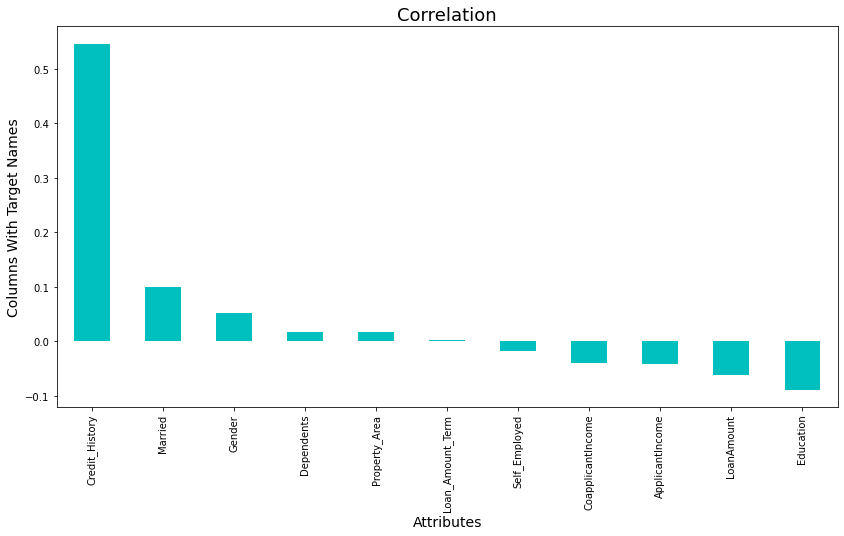 Correlation
Columns With Target Names
0.5
0.4
0.3
0.2
0.1
0.0
−0.1
Credit_History
Married
Gender
Dependents
Property_Area
Loan_Amount_Term
Self_Employed
CoapplicantIncome
ApplicantIncome
LoanAmount
Education
Attributes